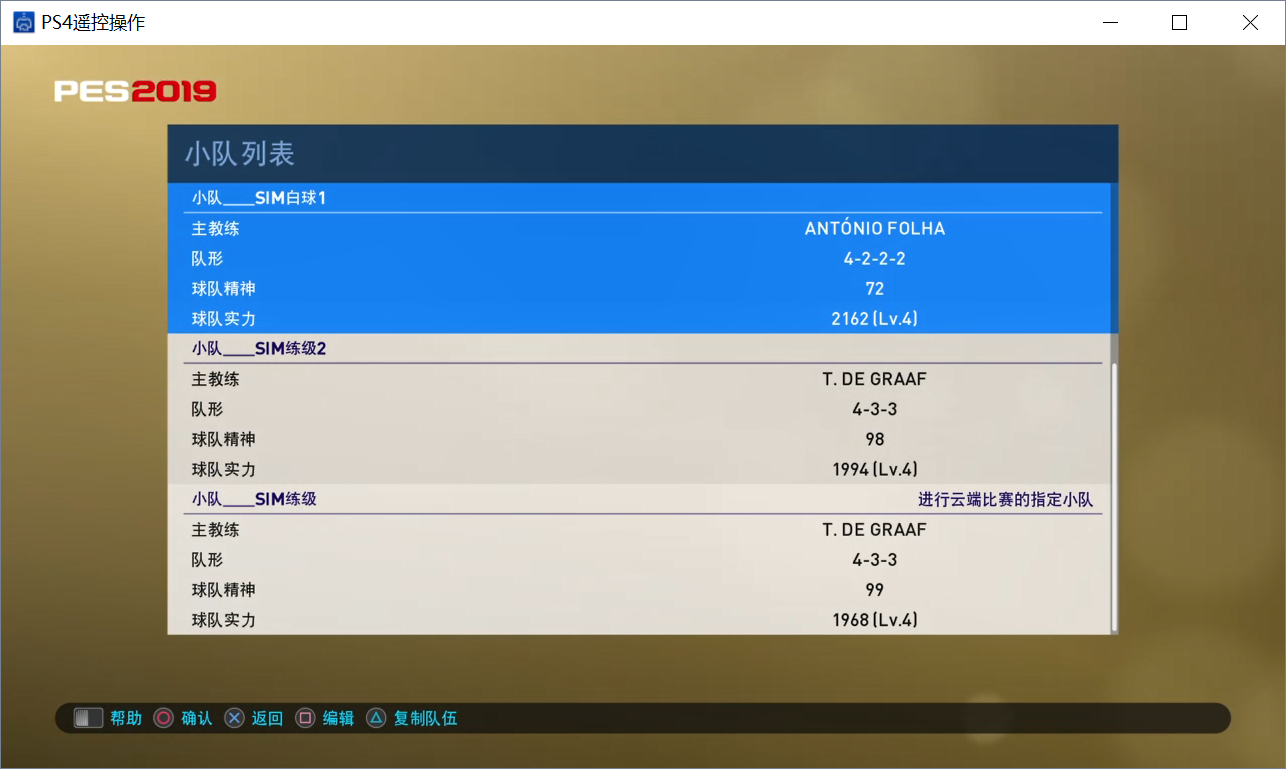 PS4遥控操作
PES2019
小队列表
小队____SIM白球1
主教练 ANTÓNIO FOLHA
队形 4-2-2-2
球队精神 72
球队实力 2162(Lv.4)
小队____SIM练级2
主教练 T. DE GRAAF
队形 4-3-3
球队精神 98
球队实力 1994(Lv.4)
小队____SIM练级 进行云端比赛的指定小队
主教练 T. DE GRAAF
队形 4-3-3
球队精神 99
球队实力 1968(Lv.4)
帮助 确认 返回 编辑 复制队伍